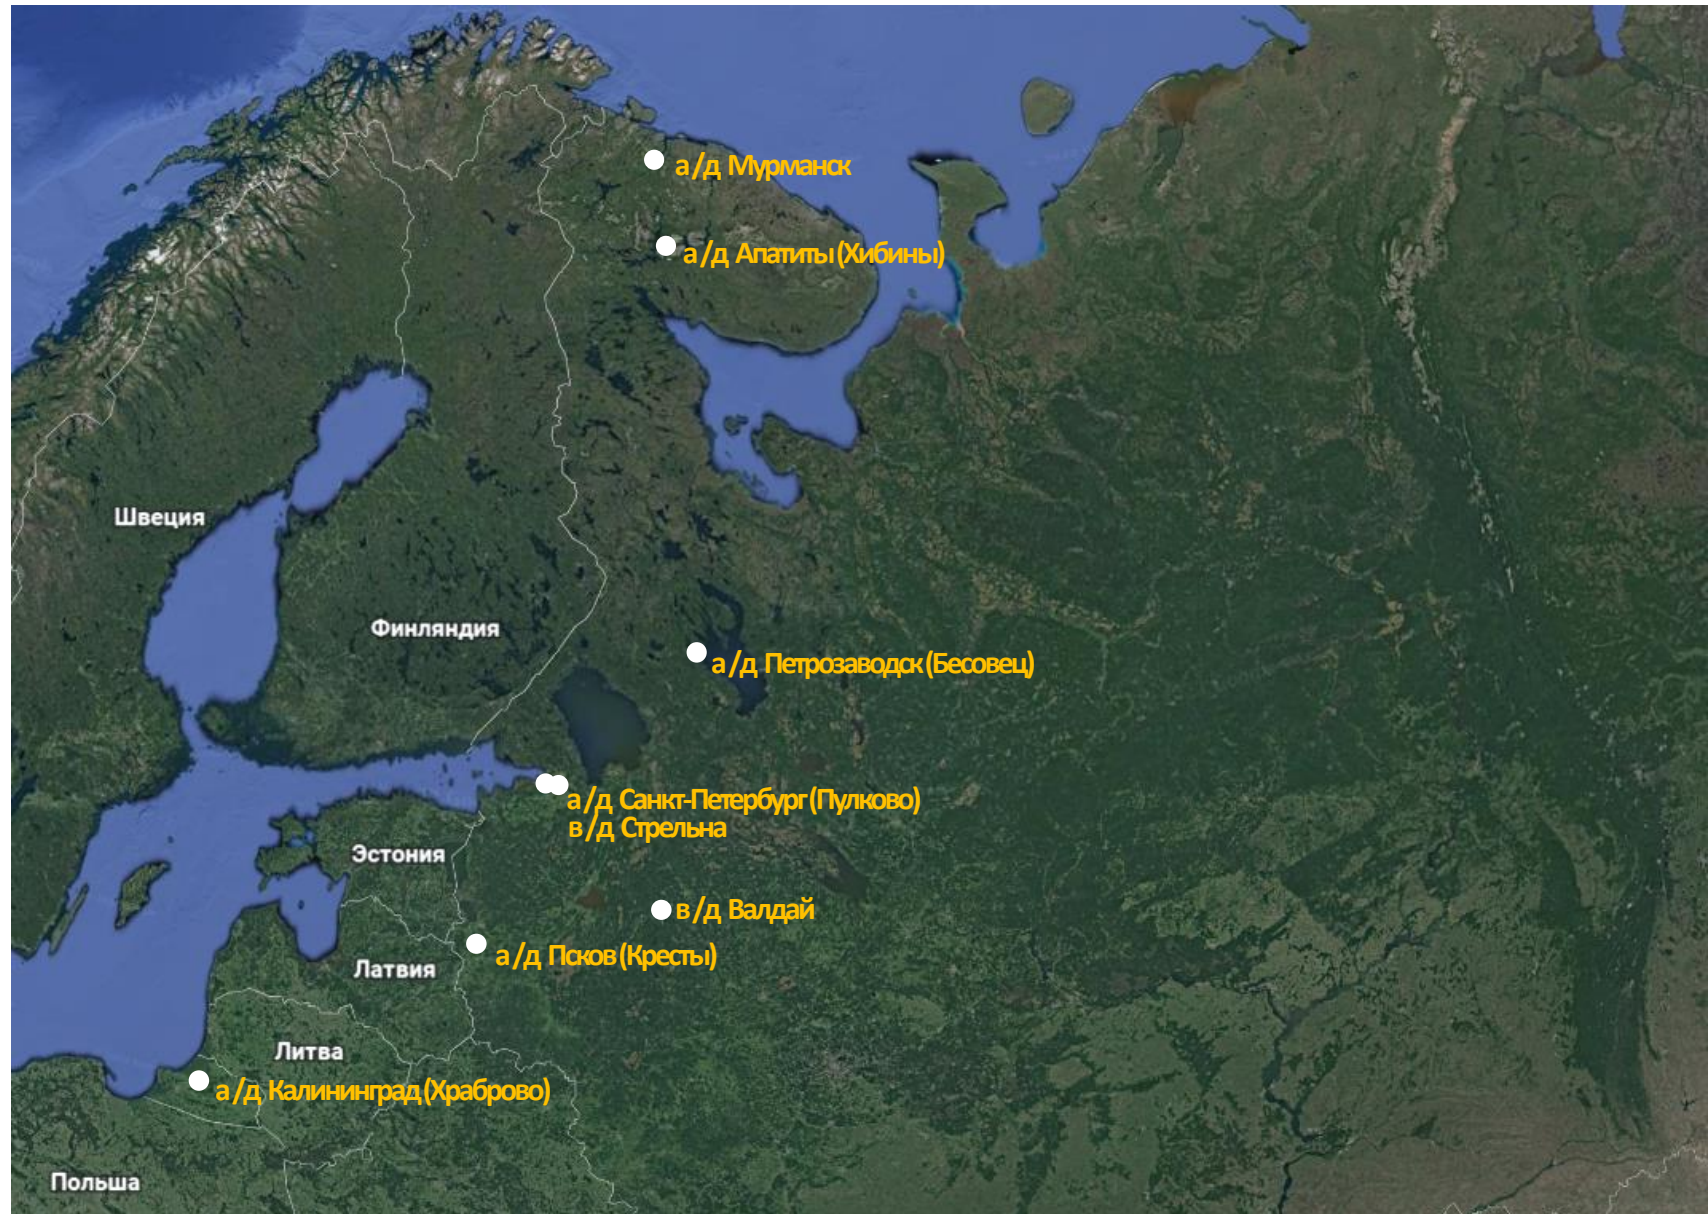 а/д Мурманск
а/д Апатиты (Хибины)
Швеция
Финляндия
а/д Петрозаводск (Бесовец)
а/д Санкт-Петербург (Пулково)
в/д Стрельна
Эстония
в/д Валдай
а/д Псков (Кресты)
Латвия
Литва
а/д Калининград (Храброво)
Польша